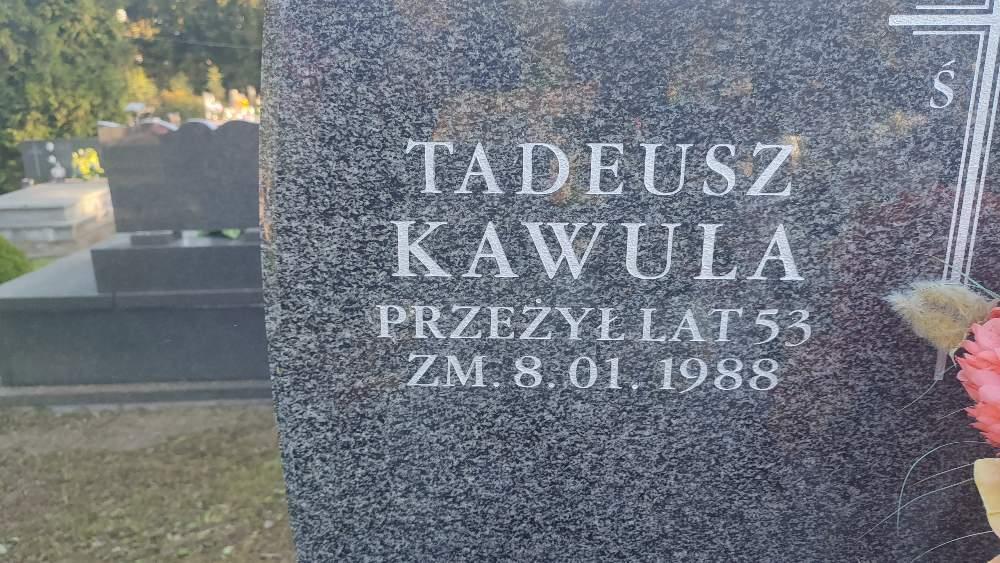 Ś
TADEUSZ
KAWULA
PRZEŻYŁ LAT 53
ZM. 8. 01. 1988